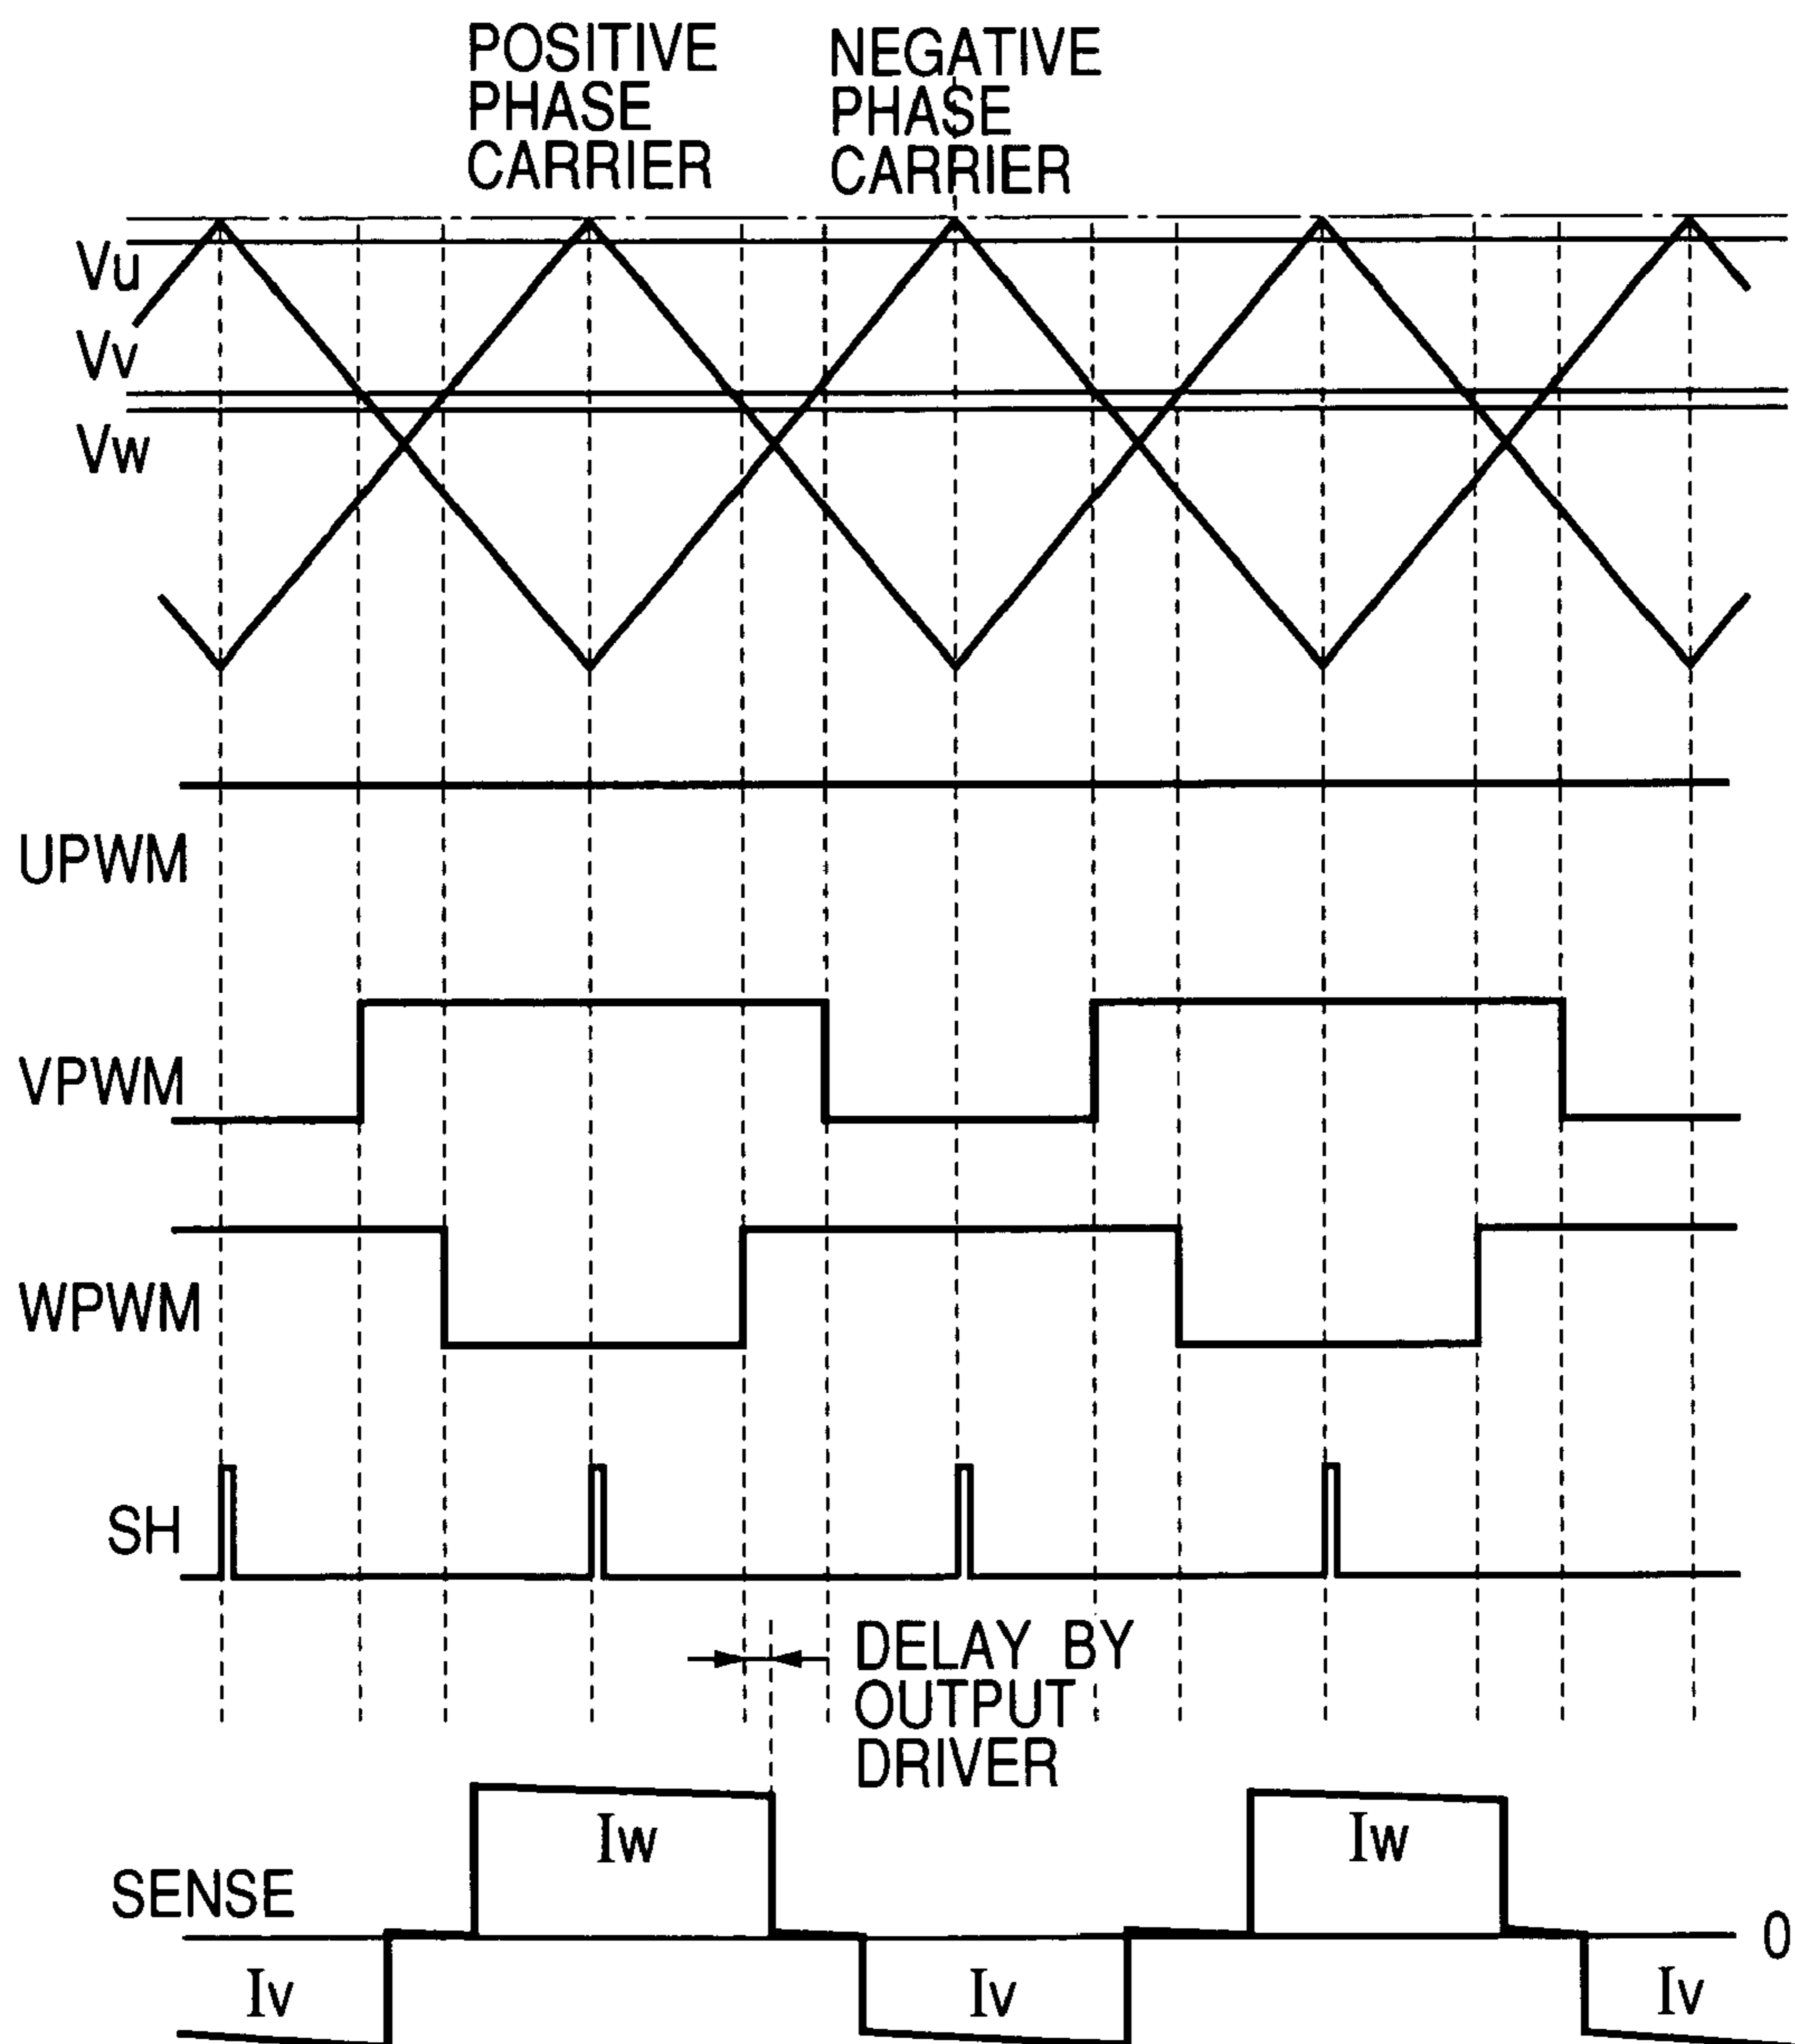 POSITIVE
PHASE
CARRIER
NEGATIVE
PHASE
CARRIER
Vu
Vv
Vw
UPWM
VPWM
WPWM
SH
DELAY BY
OUTPUT
DRIVER
SENSE
Iw
Iw
0
Iv
Iv
Iv